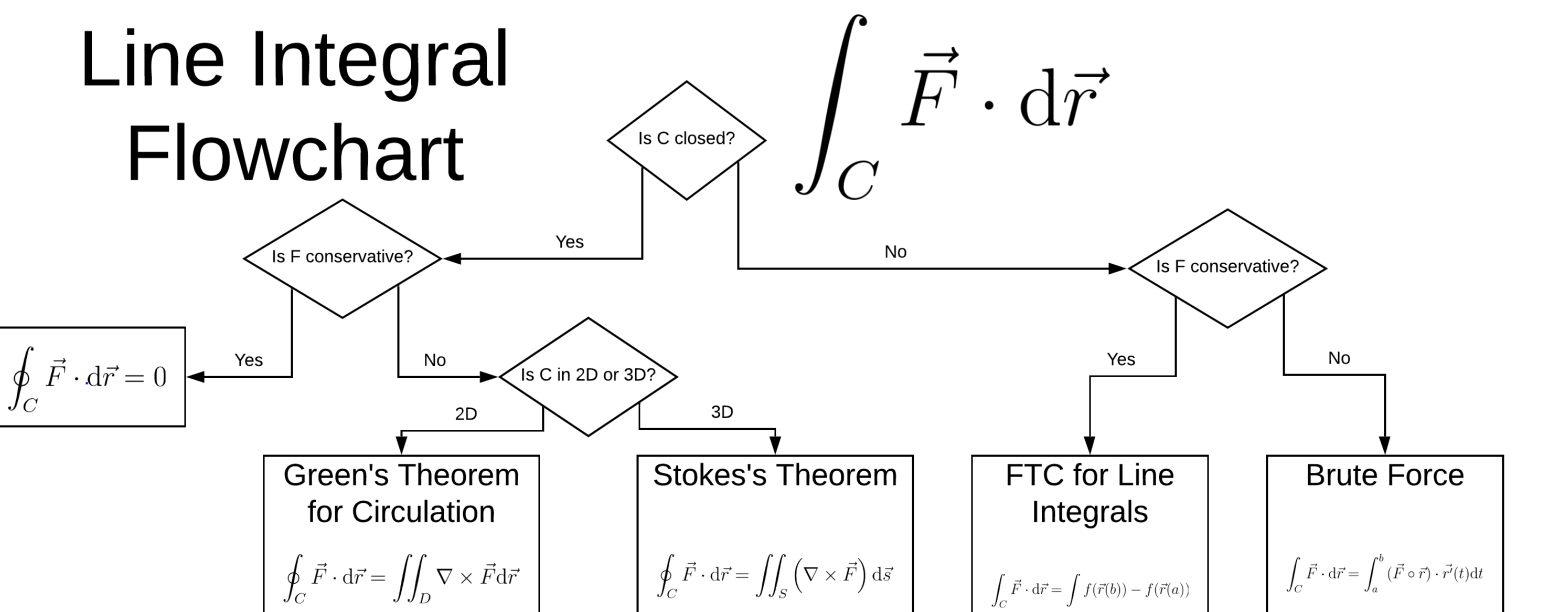 Line Integral
Flowchart
∫_C F⃗ · dr⃗
Is C closed?
Yes
No
Is F conservative?
Is F conservative?
Yes
No
Is C in 2D or 3D?
Yes
No
∮_C F⃗ · dr⃗ = 0
2D
3D
Green's Theorem
for Circulation
∮_C F⃗ · dr⃗ = ∬_D ∇ × F⃗dr⃗
Stokes's Theorem
∮_C F⃗ · dr⃗ = ∬_S (∇ × F⃗) ds⃗
FTC for Line
Integrals
∫_C F⃗ · dr⃗ = ∫ f(r⃗(b)) − f(r⃗(a))
Brute Force
∫_C F⃗ · dr⃗ = ∫_a^b (F⃗ ∘ r⃗) · r⃗′(t)dt